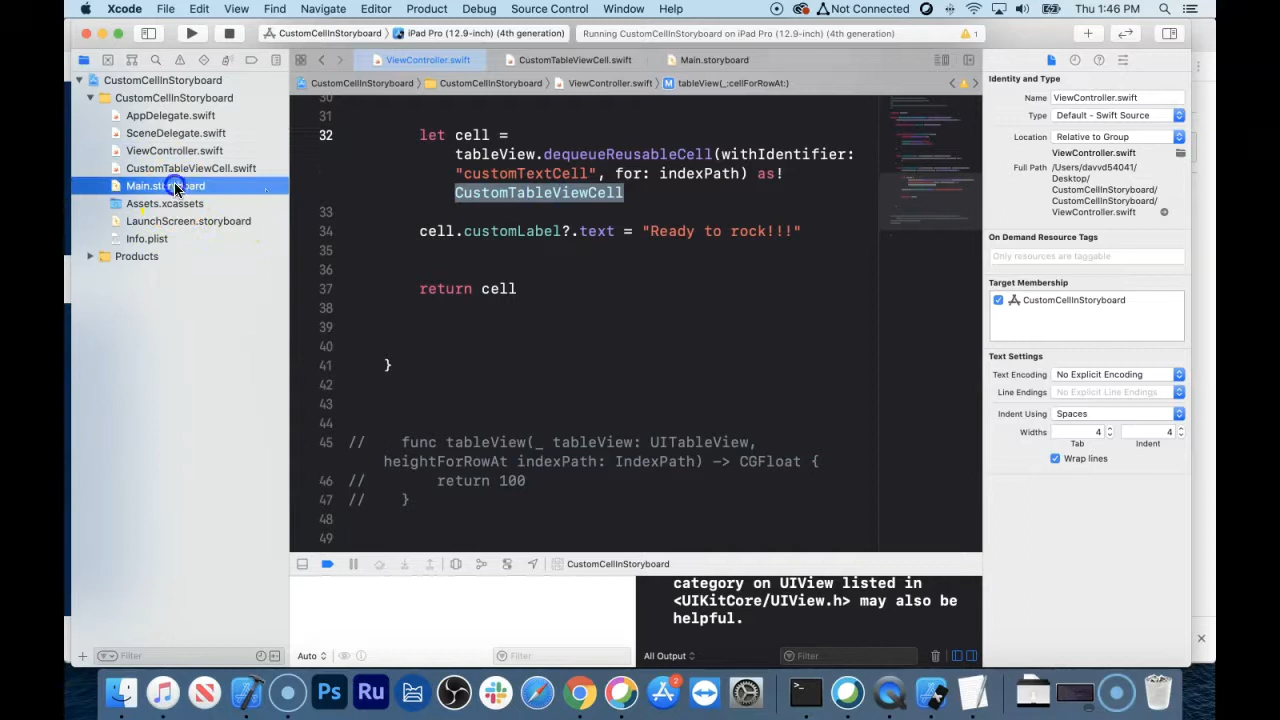 Xcode File Edit View Find Navigate Editor Product Debug Source Control Window Help Not Connected Thu 1:46 PM
CustomCellInStoryboard iPad Pro (12.9-inch) (4th generation) Running CustomCellInStoryboard on iPad Pro (12.9-inch) (4th generation) 1
ViewController.swift CustomTableViewCell.swift Main.storyboard
CustomCellInStoryboard CustomCellInStoryboard ViewController.swift M tableView(_:cellForRowAt:)
CustomCellInStoryboard
CustomCellInStoryboard
AppDelegate.swift
SceneDelegate.swift
ViewController.swift
CustomTableViewCell.swift
Assets.xcassets
LaunchScreen.storyboard
Info.plist
Products
Filter
30
31
32 let cell =
tableView.dequeueReusableCell(withIdentifier:
"customTextCell", for: indexPath) as!
CustomTableViewCell
33
34 cell.customLabel?.text = "Ready to rock!!!"
35
36
37 return cell
38
39
40
41 }
42
43
44
45 // func tableView(_ tableView: UITableView,
heightForRowAt indexPath: IndexPath) -> CGFloat {
46 // return 100
47 // }
48
49
CustomCellInStoryboard
category on UIView listed in
<UIKitCore/UIView.h> may also be
helpful.
Auto Filter All Output Filter
Identity and Type
Name ViewController.swift
Type Default - Swift Source
Location Relative to Group
ViewController.swift
Full Path /Users/davvd54041/
Desktop/
CustomCellInStoryboard/
CustomCellInStoryboard/
ViewController.swift
On Demand Resource Tags
Only resources are taggable
Target Membership
CustomCellInStoryboard
Text Settings
Text Encoding No Explicit Encoding
Line Endings No Explicit Line Endings
Indent Using Spaces
Widths 4 4
Tab Indent
Wrap lines
Ps Ru 2